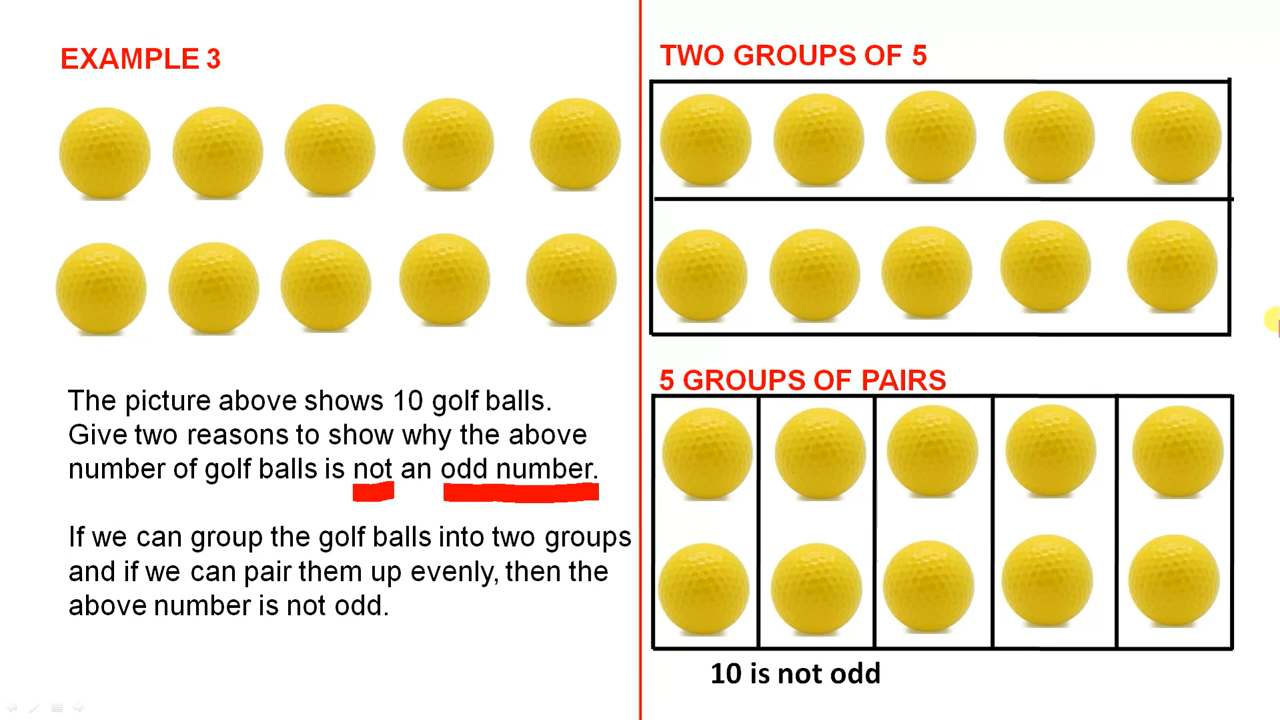 EXAMPLE 3
The picture above shows 10 golf balls.
Give two reasons to show why the above
number of golf balls is not an odd number.
If we can group the golf balls into two groups
and if we can pair them up evenly, then the
above number is not odd.
TWO GROUPS OF 5
5 GROUPS OF PAIRS
10 is not odd